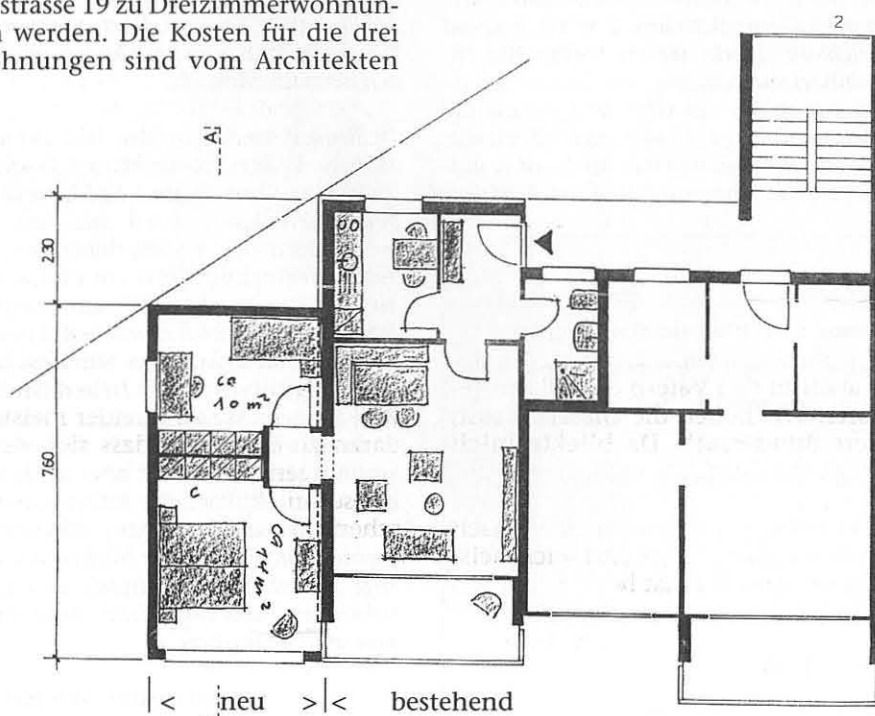 strasse 19 zu Dreizimmerwohnun-
werden. Die Kosten für die drei
hnungen sind vom Architekten
2
2.30
7.60
ca
10 m2
c
ca 14 m2
|< neu >|< bestehend